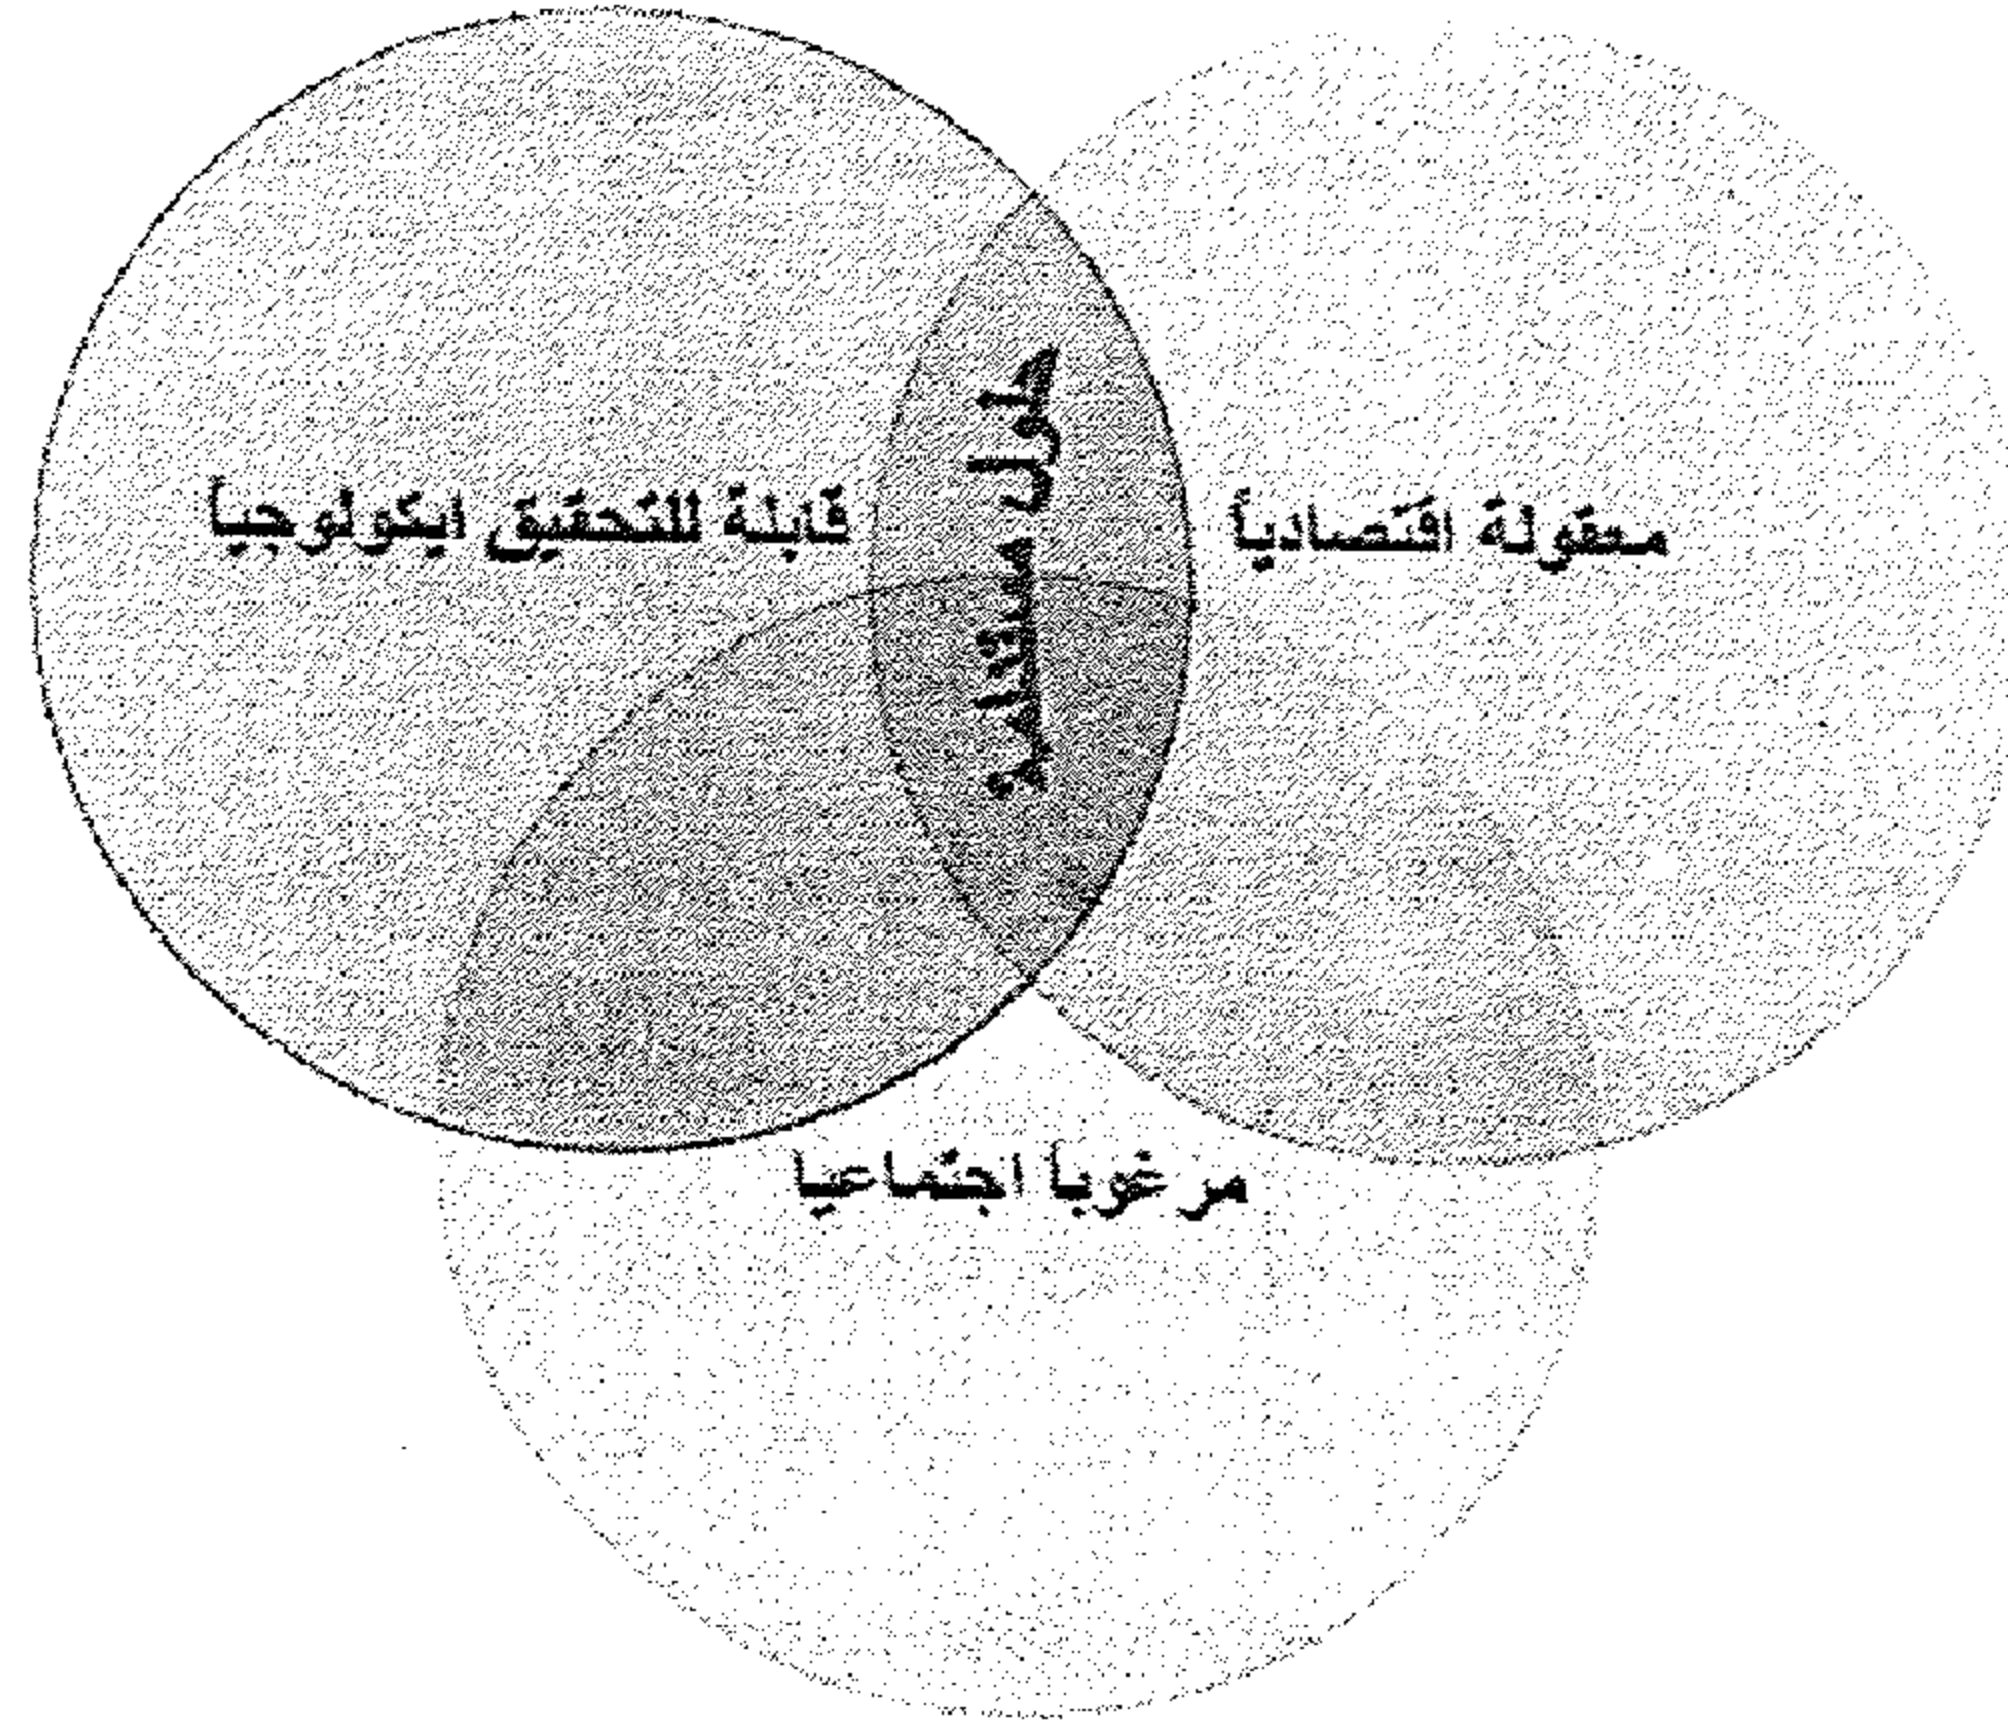 حلول مستدامة
معقولة اقتصادياً
قابلة للتحقيق ايكولوجياً
مرغوباً اجتماعياً